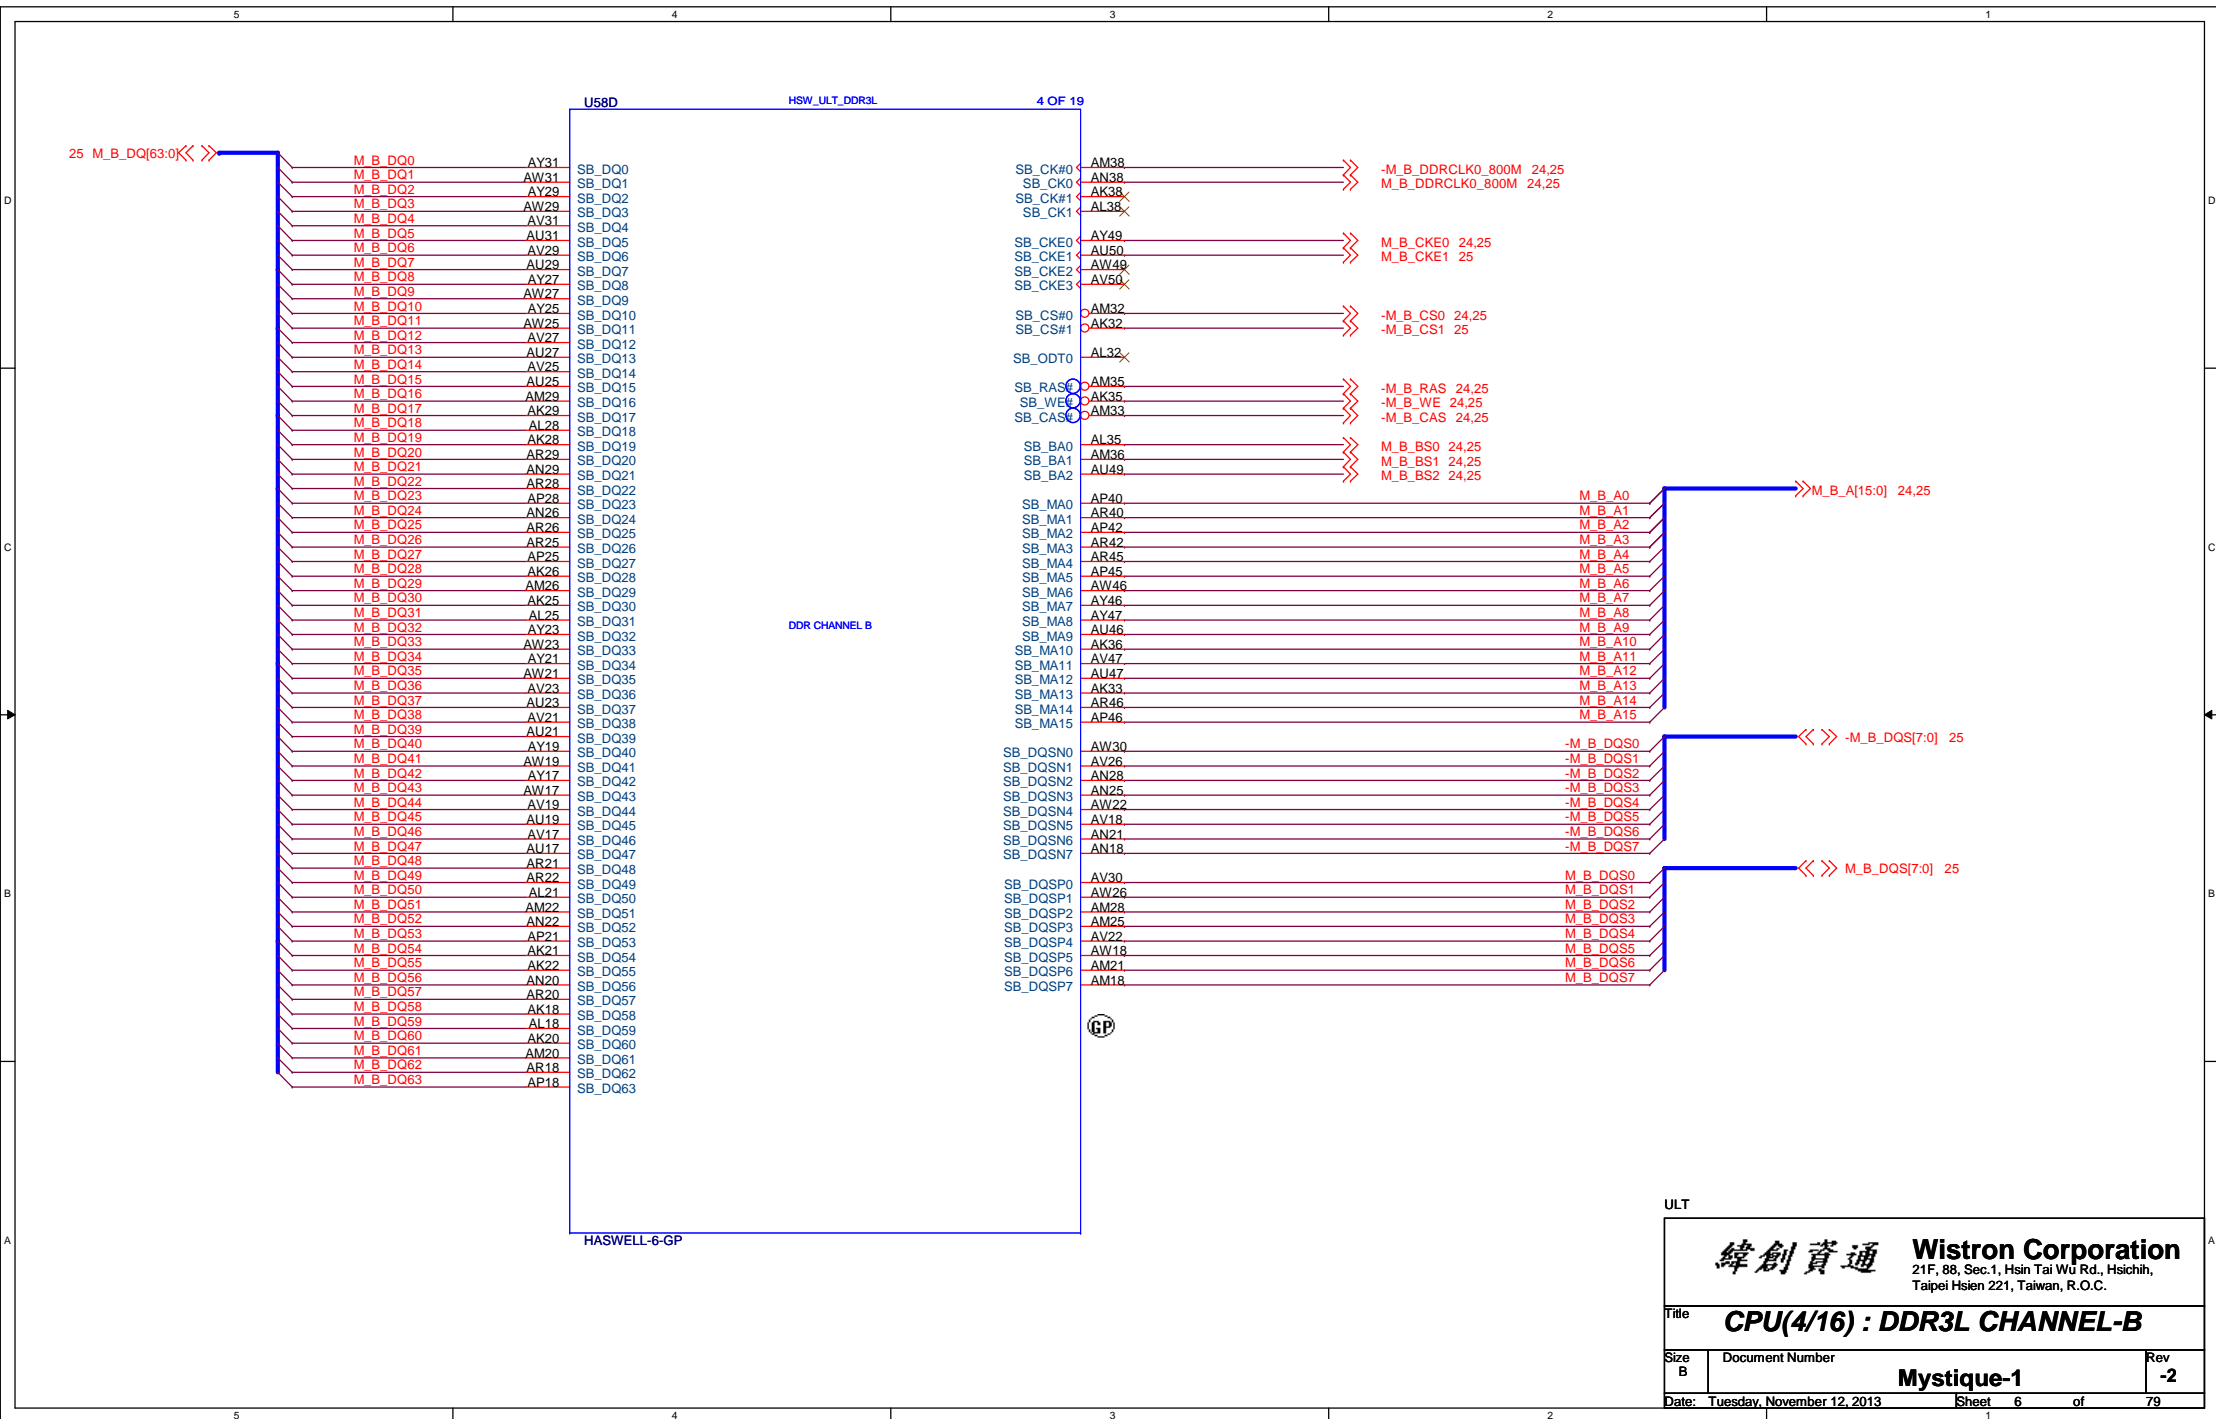 5 4 3 2 1
U58D HSW_ULT_DDR3L 4 OF 19
25 M_B_DQ[63:0]
M_B_DQ0 AY31 SB_DQ0
M_B_DQ1 AW31 SB_DQ1
M_B_DQ2 AY29 SB_DQ2
M_B_DQ3 AW29 SB_DQ3
M_B_DQ4 AV31 SB_DQ4
M_B_DQ5 AU31 SB_DQ5
M_B_DQ6 AV29 SB_DQ6
M_B_DQ7 AU29 SB_DQ7
M_B_DQ8 AY27 SB_DQ8
M_B_DQ9 AW27 SB_DQ9
M_B_DQ10 AY25 SB_DQ10
M_B_DQ11 AW25 SB_DQ11
M_B_DQ12 AV27 SB_DQ12
M_B_DQ13 AU27 SB_DQ13
M_B_DQ14 AV25 SB_DQ14
M_B_DQ15 AU25 SB_DQ15
M_B_DQ16 AM29 SB_DQ16
M_B_DQ17 AK29 SB_DQ17
M_B_DQ18 AL28 SB_DQ18
M_B_DQ19 AK28 SB_DQ19
M_B_DQ20 AR29 SB_DQ20
M_B_DQ21 AN29 SB_DQ21
M_B_DQ22 AR28 SB_DQ22
M_B_DQ23 AP28 SB_DQ23
M_B_DQ24 AN26 SB_DQ24
M_B_DQ25 AR26 SB_DQ25
M_B_DQ26 AR25 SB_DQ26
M_B_DQ27 AP25 SB_DQ27
M_B_DQ28 AK26 SB_DQ28
M_B_DQ29 AM26 SB_DQ29
M_B_DQ30 AK25 SB_DQ30
M_B_DQ31 AL25 SB_DQ31
M_B_DQ32 AY23 SB_DQ32
M_B_DQ33 AW23 SB_DQ33
M_B_DQ34 AY21 SB_DQ34
M_B_DQ35 AW21 SB_DQ35
M_B_DQ36 AV23 SB_DQ36
M_B_DQ37 AU23 SB_DQ37
M_B_DQ38 AV21 SB_DQ38
M_B_DQ39 AU21 SB_DQ39
M_B_DQ40 AY19 SB_DQ40
M_B_DQ41 AW19 SB_DQ41
M_B_DQ42 AY17 SB_DQ42
M_B_DQ43 AW17 SB_DQ43
M_B_DQ44 AV19 SB_DQ44
M_B_DQ45 AU19 SB_DQ45
M_B_DQ46 AV17 SB_DQ46
M_B_DQ47 AU17 SB_DQ47
M_B_DQ48 AR21 SB_DQ48
M_B_DQ49 AR22 SB_DQ49
M_B_DQ50 AL21 SB_DQ50
M_B_DQ51 AM22 SB_DQ51
M_B_DQ52 AN22 SB_DQ52
M_B_DQ53 AP21 SB_DQ53
M_B_DQ54 AK21 SB_DQ54
M_B_DQ55 AK22 SB_DQ55
M_B_DQ56 AN20 SB_DQ56
M_B_DQ57 AR20 SB_DQ57
M_B_DQ58 AK18 SB_DQ58
M_B_DQ59 AL18 SB_DQ59
M_B_DQ60 AK20 SB_DQ60
M_B_DQ61 AM20 SB_DQ61
M_B_DQ62 AR18 SB_DQ62
M_B_DQ63 AP18 SB_DQ63
DDR CHANNEL B
SB_CK#0 AM38 -M_B_DDRCLK0_800M 24,25
SB_CK0 AN38 M_B_DDRCLK0_800M 24,25
SB_CK#1 AK38
SB_CK1 AL38
SB_CKE0 AY49 M_B_CKE0 24,25
SB_CKE1 AU50 M_B_CKE1 25
SB_CKE2 AW49
SB_CKE3 AV50
SB_CS#0 AM32 -M_B_CS0 24,25
SB_CS#1 AK32 -M_B_CS1 25
SB_ODT0 AL32
SB_RAS# AM35 -M_B_RAS 24,25
SB_WE# AK35 -M_B_WE 24,25
SB_CAS# AM33 -M_B_CAS 24,25
SB_BA0 AL35 M_B_BS0 24,25
SB_BA1 AM36 M_B_BS1 24,25
SB_BA2 AU49 M_B_BS2 24,25
M_B_A[15:0] 24,25
SB_MA0 AP40 M_B_A0
SB_MA1 AR40 M_B_A1
SB_MA2 AP42 M_B_A2
SB_MA3 AR42 M_B_A3
SB_MA4 AR45 M_B_A4
SB_MA5 AP45 M_B_A5
SB_MA6 AW46 M_B_A6
SB_MA7 AY46 M_B_A7
SB_MA8 AY47 M_B_A8
SB_MA9 AU46 M_B_A9
SB_MA10 AK36 M_B_A10
SB_MA11 AV47 M_B_A11
SB_MA12 AU47 M_B_A12
SB_MA13 AK33 M_B_A13
SB_MA14 AR46 M_B_A14
SB_MA15 AP46 M_B_A15
-M_B_DQS[7:0] 25
SB_DQSN0 AW30 -M_B_DQS0
SB_DQSN1 AV26 -M_B_DQS1
SB_DQSN2 AN28 -M_B_DQS2
SB_DQSN3 AN25 -M_B_DQS3
SB_DQSN4 AW22 -M_B_DQS4
SB_DQSN5 AV18 -M_B_DQS5
SB_DQSN6 AN21 -M_B_DQS6
SB_DQSN7 AN18 -M_B_DQS7
M_B_DQS[7:0] 25
SB_DQSP0 AV30 M_B_DQS0
SB_DQSP1 AW26 M_B_DQS1
SB_DQSP2 AM28 M_B_DQS2
SB_DQSP3 AM25 M_B_DQS3
SB_DQSP4 AV22 M_B_DQS4
SB_DQSP5 AW18 M_B_DQS5
SB_DQSP6 AM21 M_B_DQS6
SB_DQSP7 AM18 M_B_DQS7
GP
HASWELL-6-GP
D D
C C
B B
A A
ULT
緯創資通 Wistron Corporation
21F, 88, Sec.1, Hsin Tai Wu Rd., Hsichih,
Taipei Hsien 221, Taiwan, R.O.C.
Title
CPU(4/16) : DDR3L CHANNEL-B
Size Document Number Rev
B Mystique-1 -2
Date: Tuesday, November 12, 2013 Sheet 6 of 79
5 4 3 2 1